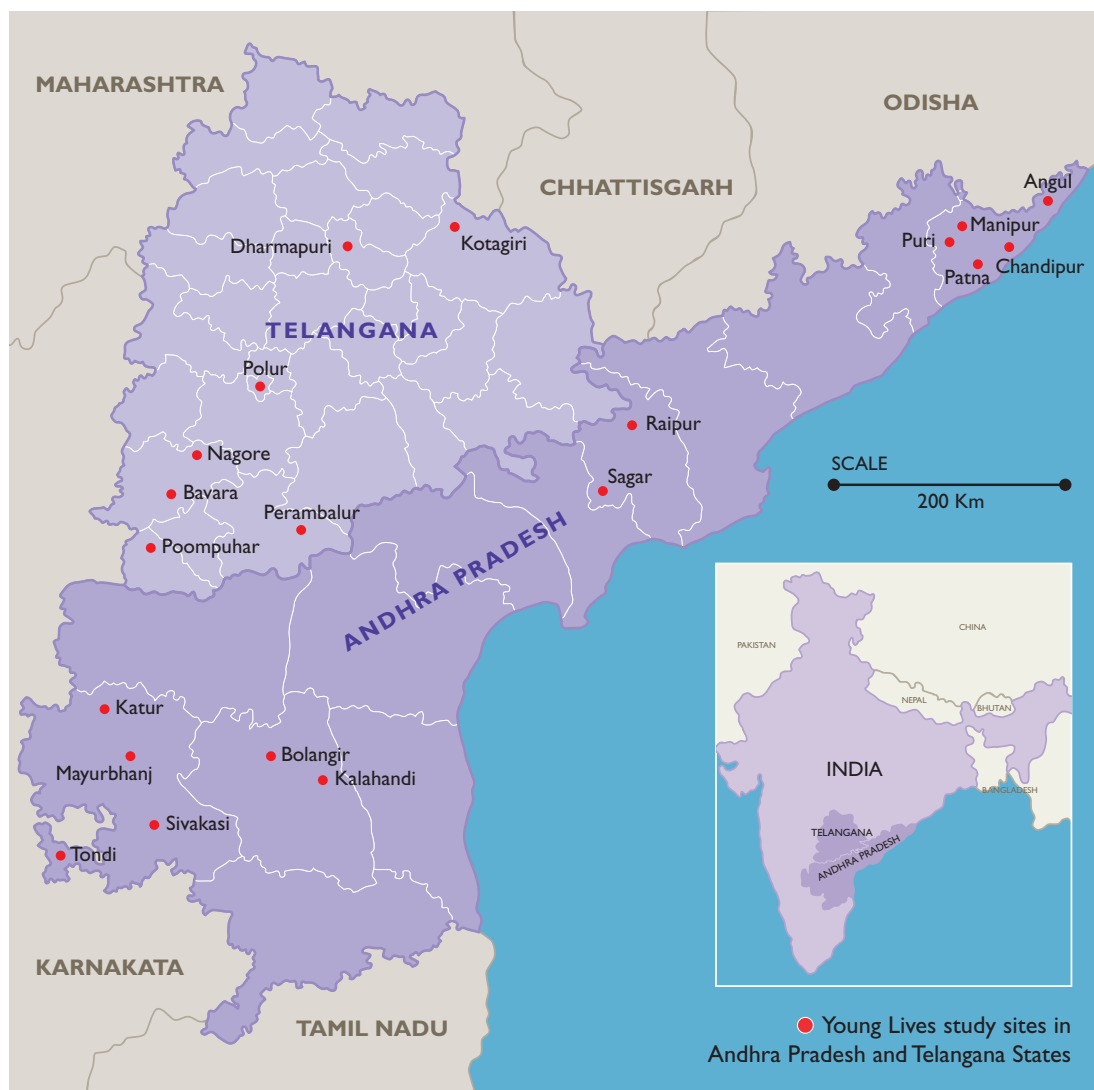 MAHARASHTRA
ODISHA
CHHATTISGARH
Angul
Manipur
Puri
Chandipur
Patna
Dharmapuri
Kotagiri
TELANGANA
Polur
Raipur
Nagore
SCALE
Sagar
Bavara
200 Km
Perambalur
Poompuhar
ANDHRA PRADESH
CHINA
PAKISTAN
NEPAL
BHUTAN
Katur
Bolangir
Mayurbhanj
Kalahandi
INDIA
BANGLADESH
Sivakasi
TELANGANA
Tondi
ANDHRA PRADESH
KARNAKATA
TAMIL NADU
Young Lives study sites in
Andhra Pradesh and Telangana States